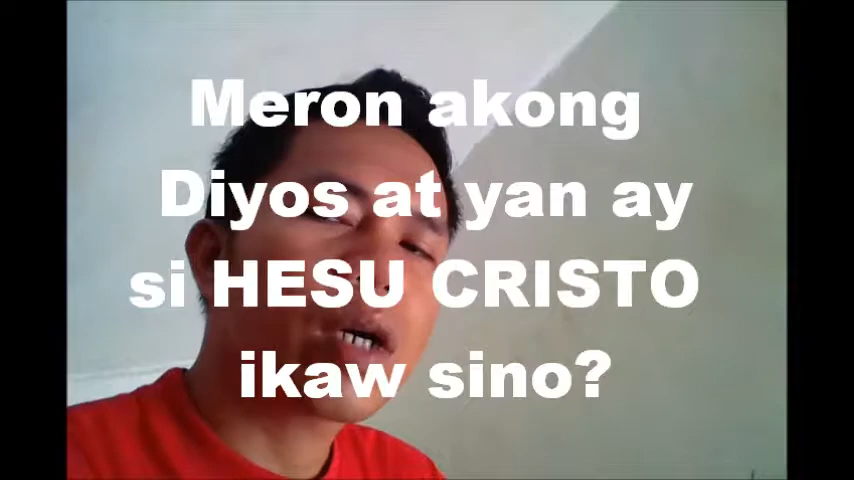 Meron akong
Diyos at yan ay
si HESU CRISTO
ikaw sino?